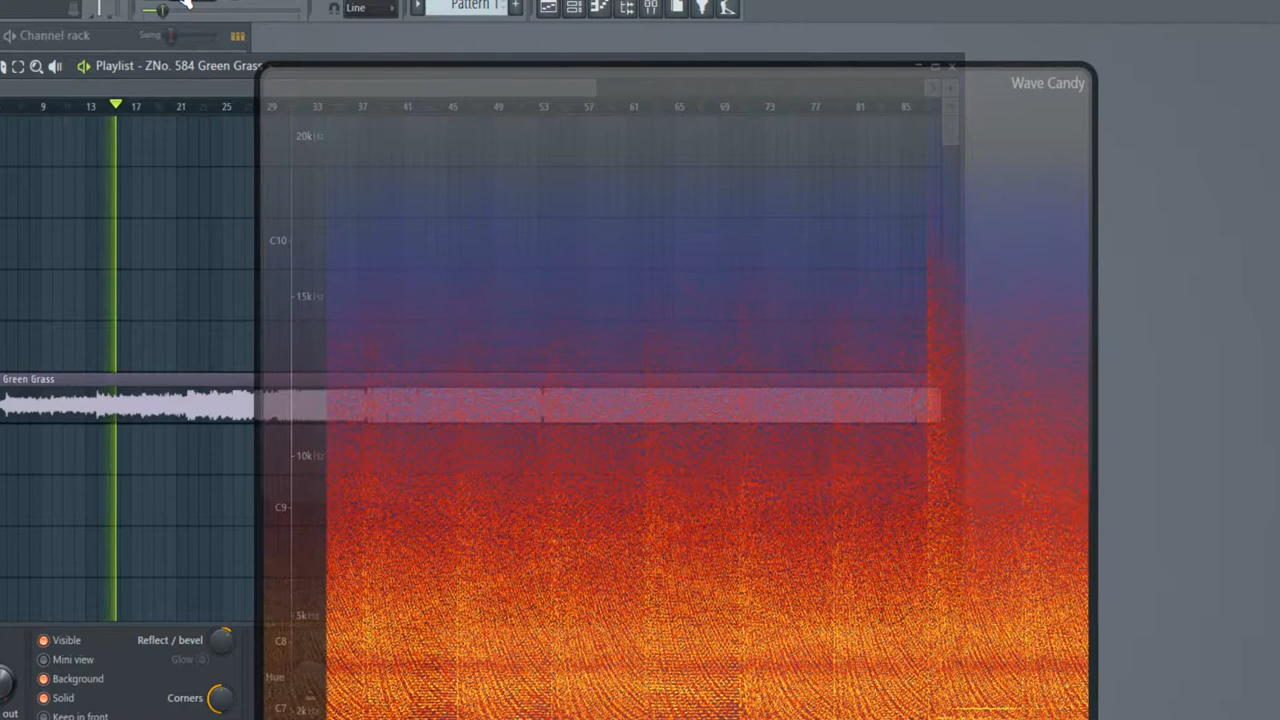 Line
Pattern 1
Channel rack
Swing
Playlist - ZNo. 584 Green Grass
Wave Candy
9 13 17 21 25 29 33 37 41 45 49 53 57 61 65 69 73 77 81 85
20kHz
C10
15kHz
Green Grass
10kHz
C9
5kHz
Visible
Reflect / bevel
C8
Mini view
Glow
Background
Hue
Solid
Corners
C7
2kHz
out
Keep in front